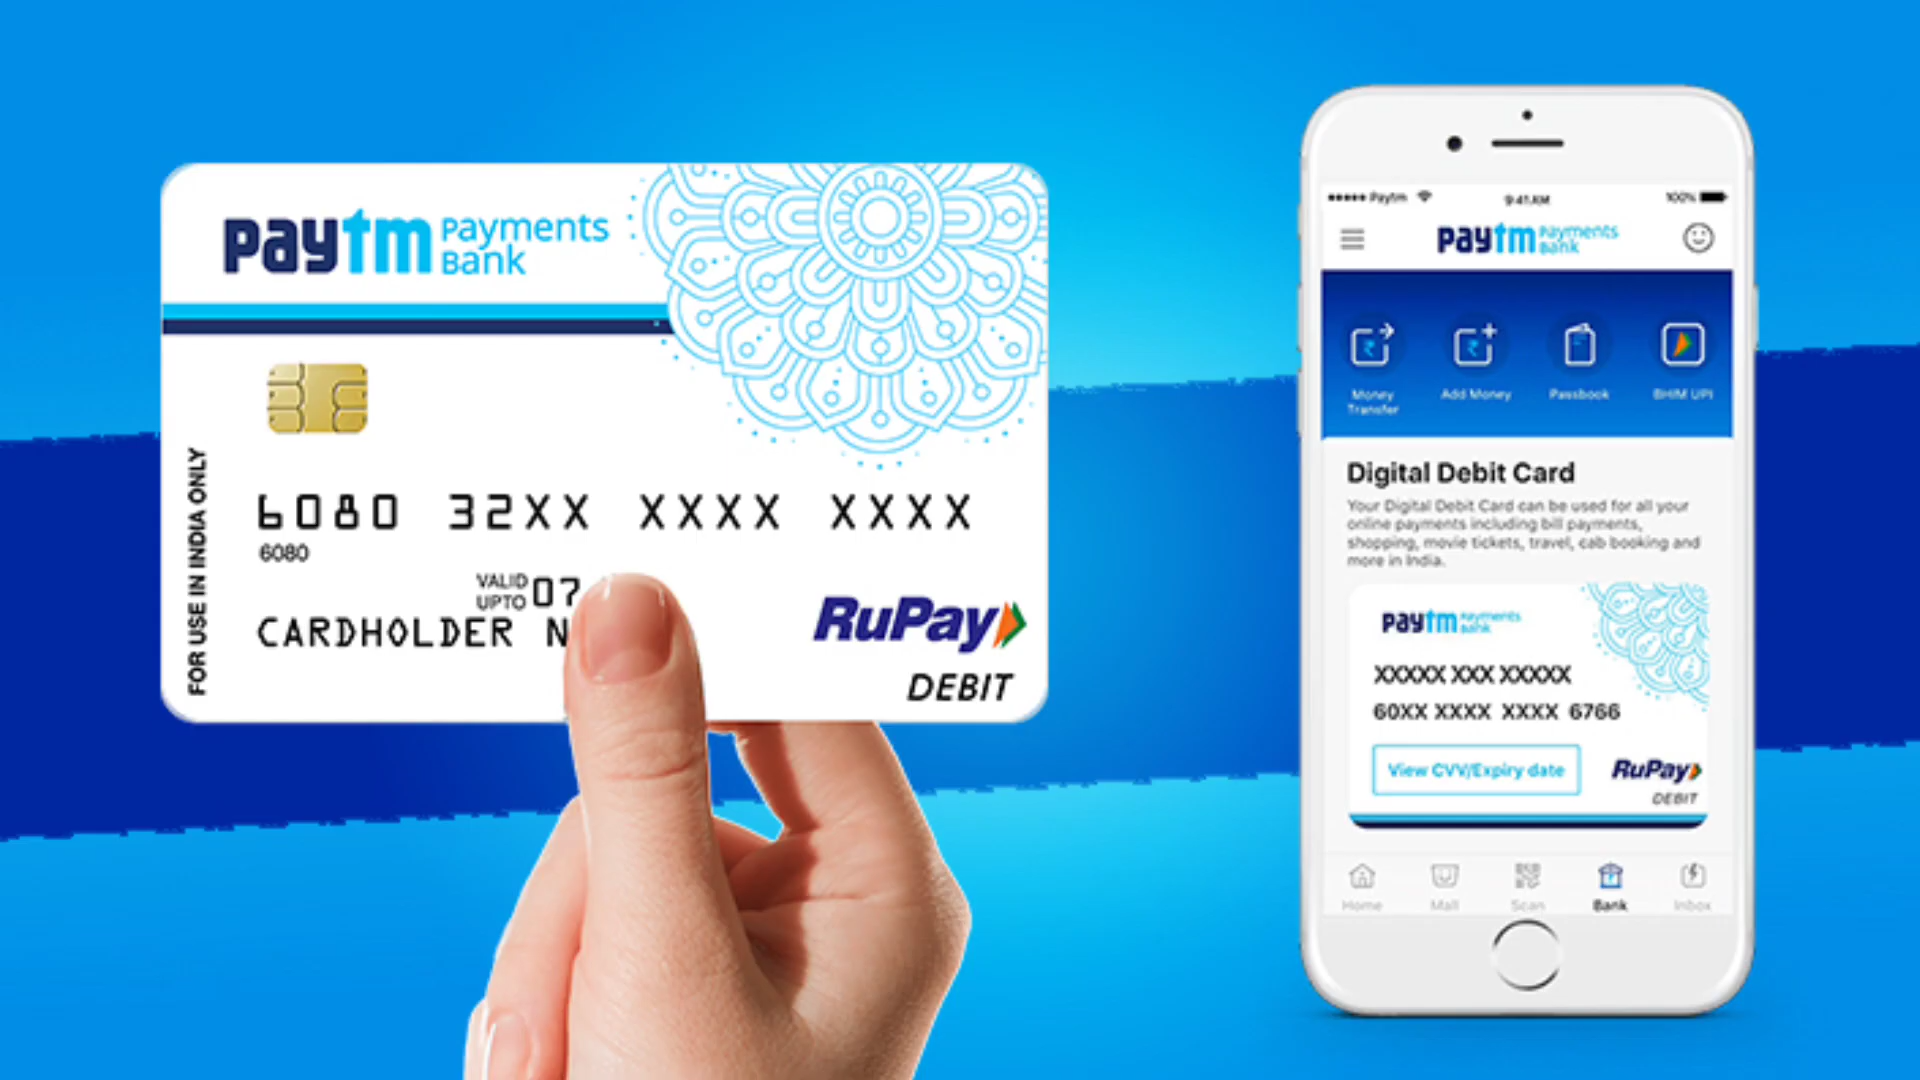 paytm Payments Bank
FOR USE IN INDIA ONLY
6080 32XX XXXX XXXX
6080
VALID UPTO 07
CARDHOLDER N
RuPay
DEBIT
Paytm 9:41 AM 100%
paytm Payments Bank
Money Transfer
Add Money
Passbook
BHIM UPI
Digital Debit Card
Your Digital Debit Card can be used for all your
online payments including bill payments,
shopping, movie tickets, travel, cab booking and
more in India.
paytm Payments Bank
XXXXX XXX XXXXX
60XX XXXX XXXX 6766
View CVV/Expiry date
RuPay
DEBIT
Home
Mall
Scan
Bank
Inbox